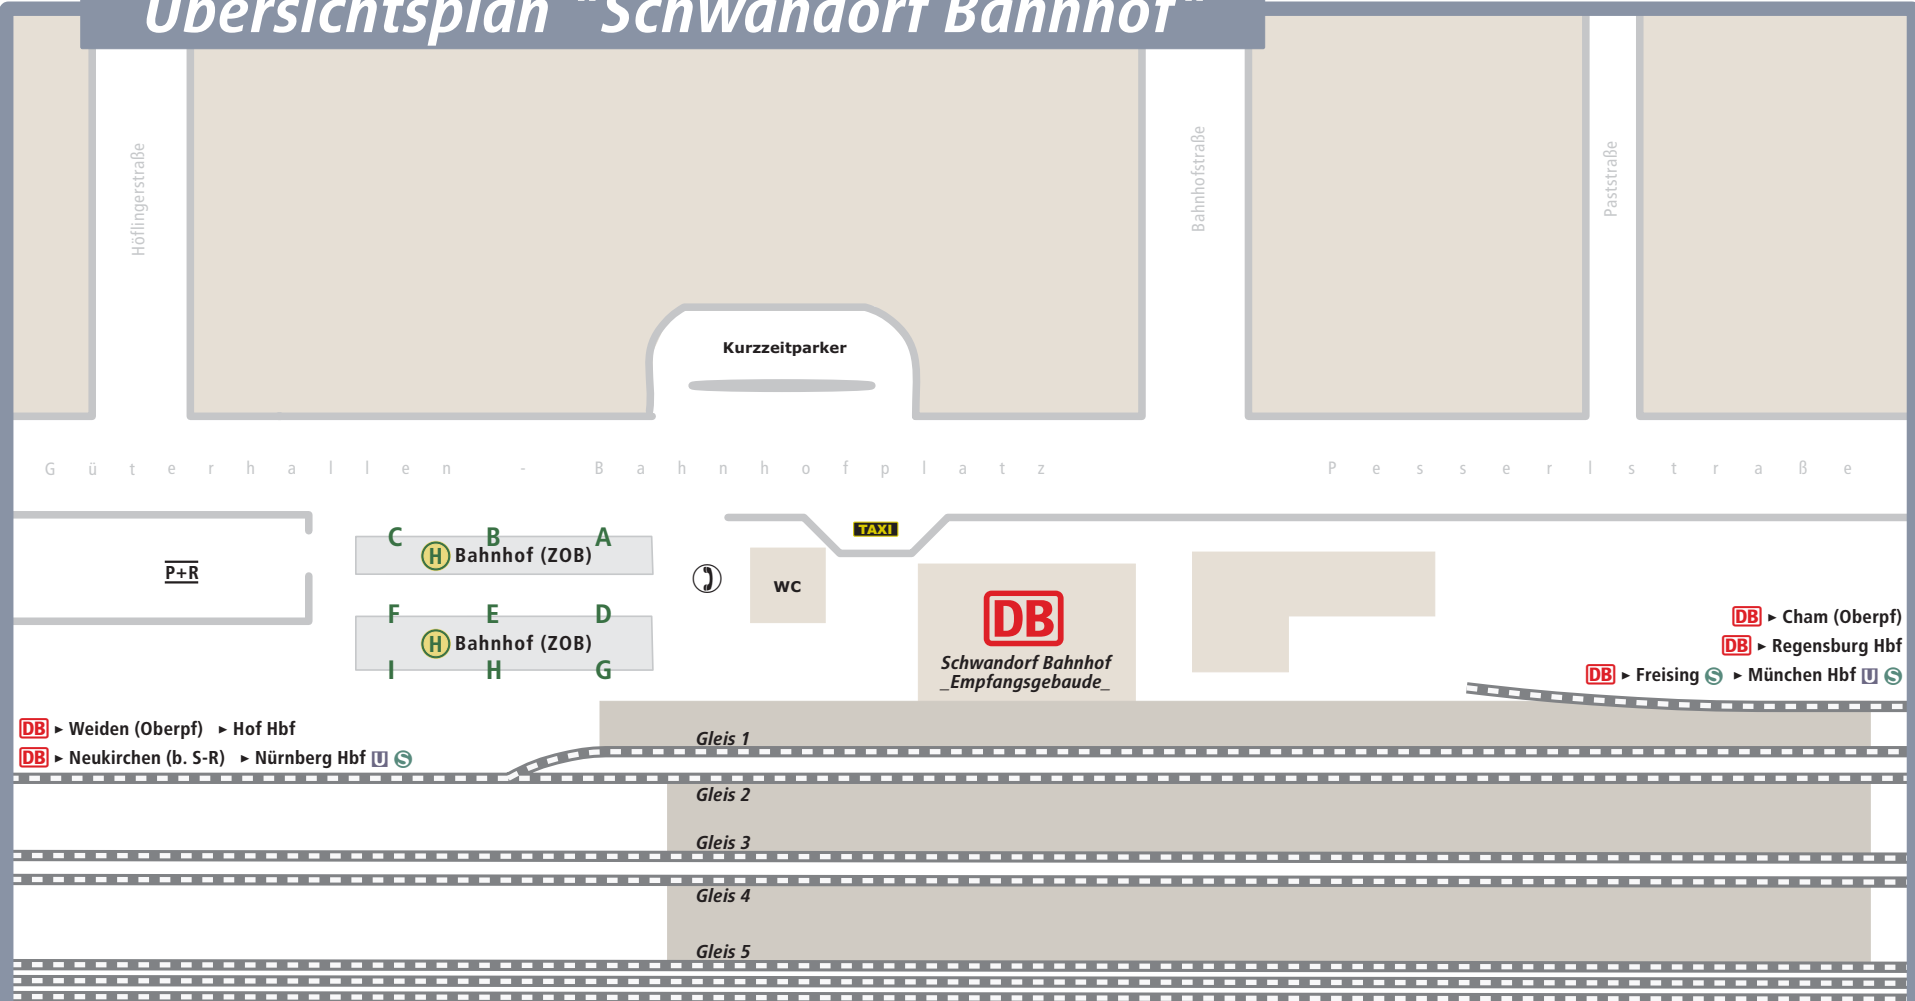 Übersichtsplan "Schwandorf Bahnhof"
Höflingerstraße
Bahnhofstraße
Paststraße
Kurzzeitparker
Güterhallen - Bahnhofplatz
Pesserlstraße
TAXI
C B A
H Bahnhof (ZOB)
P+R
WC
F E D
H Bahnhof (ZOB)
I H G
DB
Schwandorf Bahnhof
_Empfangsgebaude_
DB ► Cham (Oberpf)
DB ► Regensburg Hbf
DB ► Freising S ► München Hbf U S
DB ► Weiden (Oberpf) ► Hof Hbf
DB ► Neukirchen (b. S-R) ► Nürnberg Hbf U S
Gleis 1
Gleis 2
Gleis 3
Gleis 4
Gleis 5